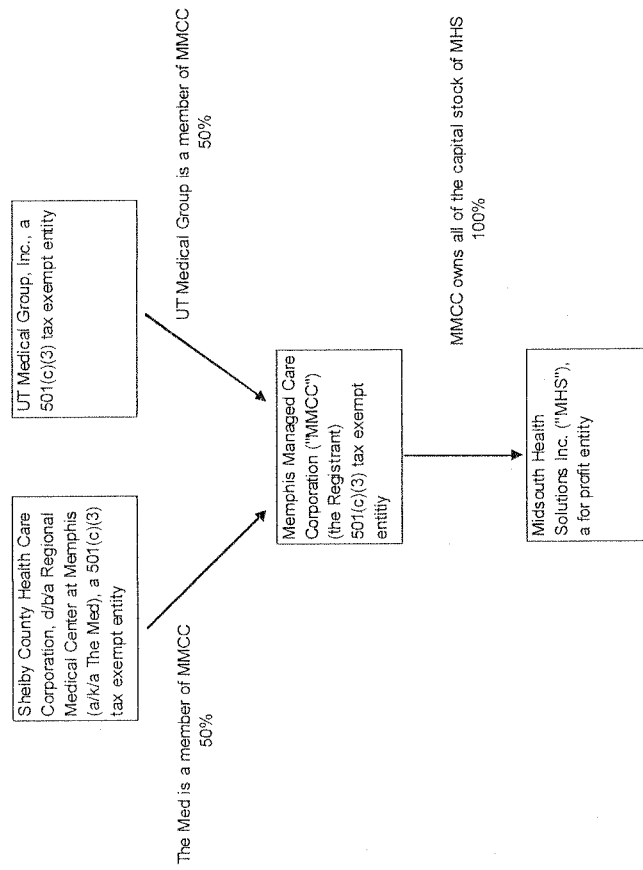 Shelby County Health Care
Corporation, d/b/a Regional
Medical Center at Memphis
(a/k/a The Med), a 501(c)(3)
tax exempt entity
UT Medical Group, Inc., a
501(c)(3) tax exempt entity
The Med is a member of MMCC
50%
UT Medical Group is a member of MMCC
50%
Memphis Managed Care
Corporation ("MMCC")
(the Registrant)
501(c)(3) tax exempt
entitiy
MMCC owns all of the capital stock of MHS
100%
Midsouth Health
Solutions Inc. ("MHS"),
a for profit entity